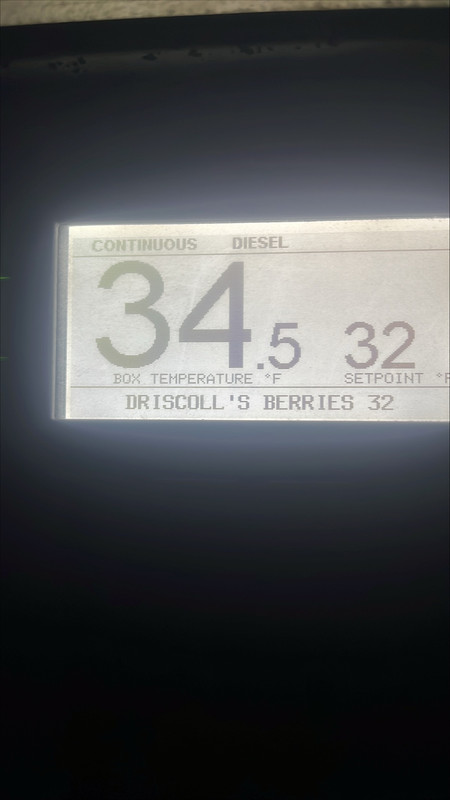 CONTINUOUS DIESEL
34.5 32
BOX TEMPERATURE °F SETPOINT °F
DRISCOLL'S BERRIES 32